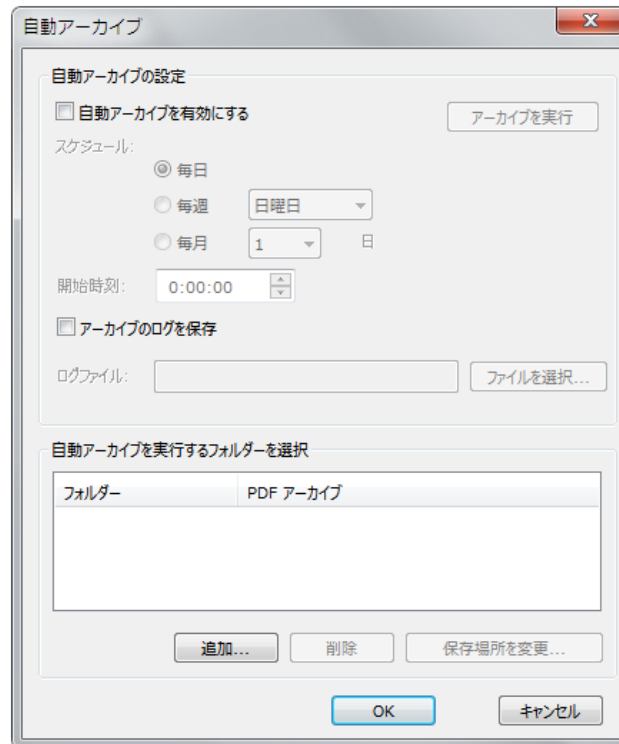 自動アーカイブ
自動アーカイブの設定
自動アーカイブを有効にする
アーカイブを実行
スケジュール:
毎日
毎週 日曜日
毎月 1 日
開始時刻: 0:00:00
アーカイブのログを保存
ログファイル: ファイルを選択...
自動アーカイブを実行するフォルダーを選択
フォルダー PDF アーカイブ
追加... 削除 保存場所を変更...
OK キャンセル